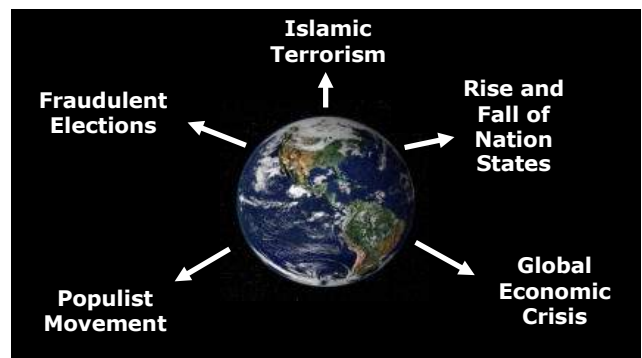 Islamic
Terrorism
Fraudulent
Elections
Rise and
Fall of
Nation
States
Populist
Movement
Global
Economic
Crisis